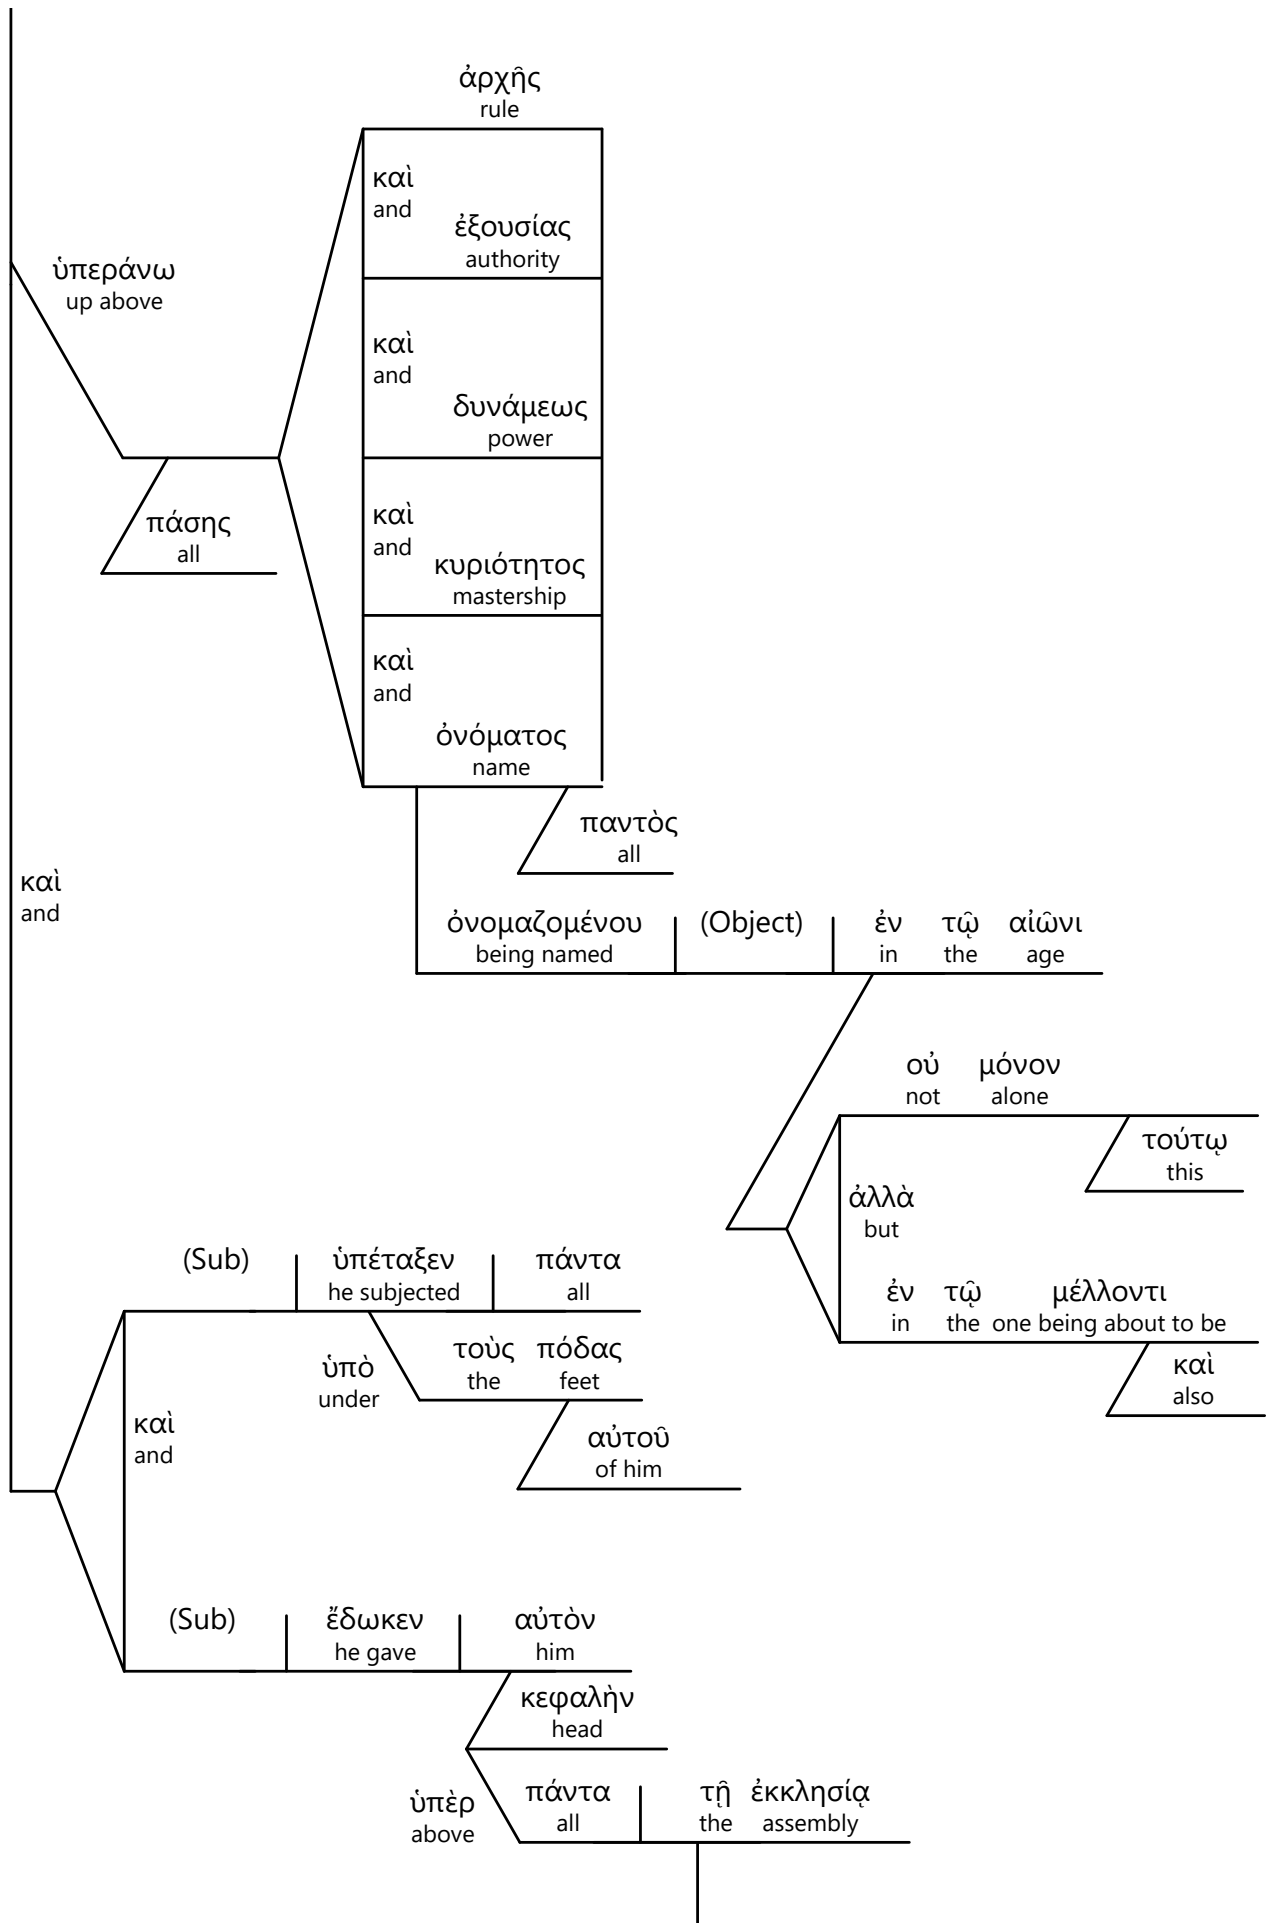 ἀρχῆς
rule
καὶ
and
ἐξουσίας
authority
ὑπεράνω
up above
καὶ
and
δυνάμεως
power
πάσης
all
καὶ
and
κυριότητος
mastership
καὶ
and
ὀνόματος
name
παντὸς
all
καὶ
and
ὀνομαζομένου (Object) ἐν τῷ αἰῶνι
being named in the age
οὐ μόνον
not alone
τούτῳ
this
ἀλλὰ
but
ἐν τῷ μέλλοντι
in the one being about to be
καὶ
also
(Sub) ὑπέταξεν πάντα
he subjected all
ὑπὸ τοὺς πόδας
under the feet
αὐτοῦ
of him
καὶ
and
(Sub) ἔδωκεν αὐτὸν
he gave him
κεφαλὴν
head
ὑπὲρ πάντα τῇ ἐκκλησίᾳ
above all the assembly